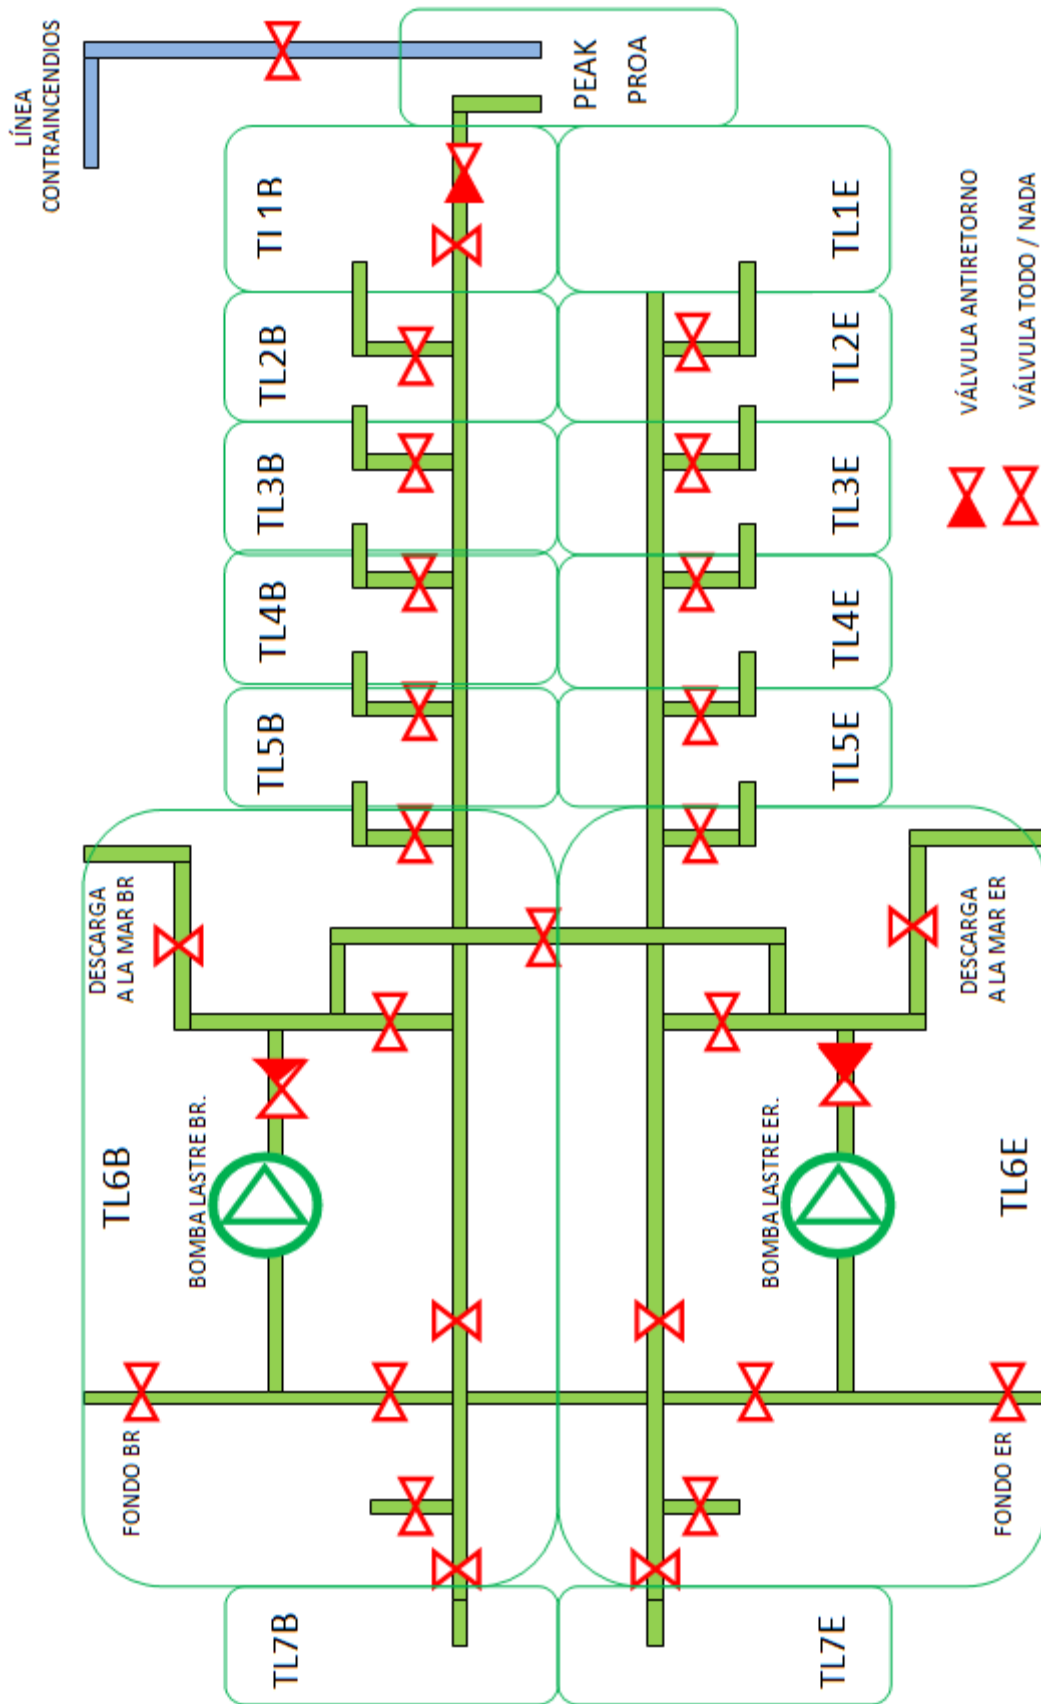 LÍNEA
CONTRAINCENDIOS
PEAK
PROA
TL1B
TL1E
TL2B
TL2E
TL3B
TL3E
TL4B
TL4E
TL5B
TL5E
DESCARGA
A LA MAR BR
DESCARGA
A LA MAR ER
TL6B
BOMBA LASTRE BR.
BOMBA LASTRE ER.
TL6E
FONDO BR
FONDO ER
TL7B
TL7E
VÁLVULA ANTIRETORNO
VÁLVULA TODO / NADA